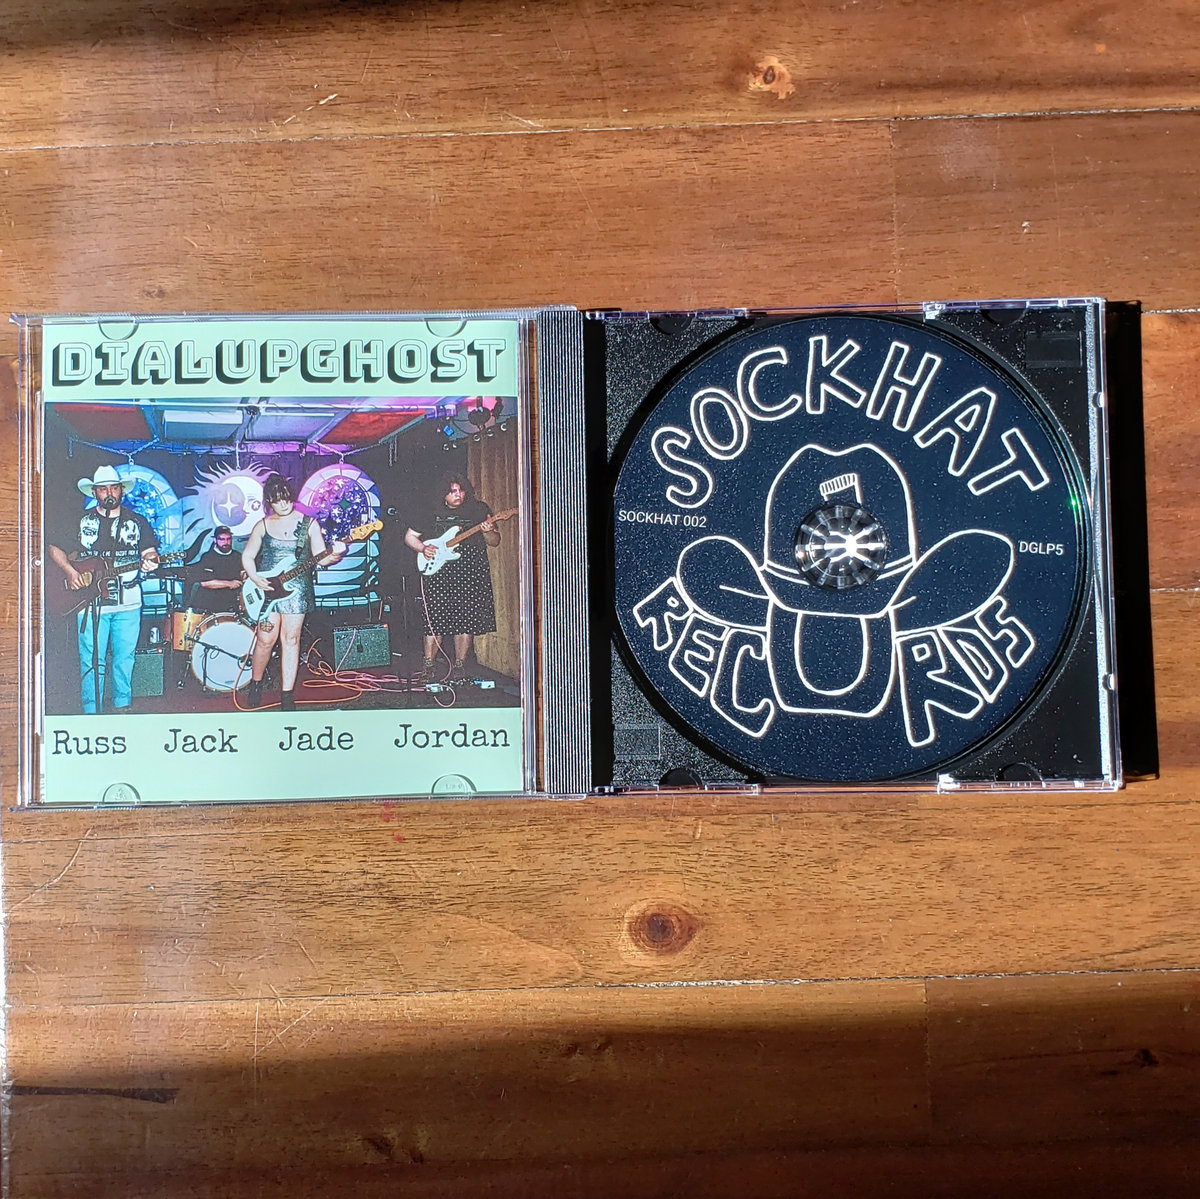 DIALUPGHOST
Russ Jack Jade Jordan
SOCKHAT
SOCKHAT 002
DGLP5
RECORDS